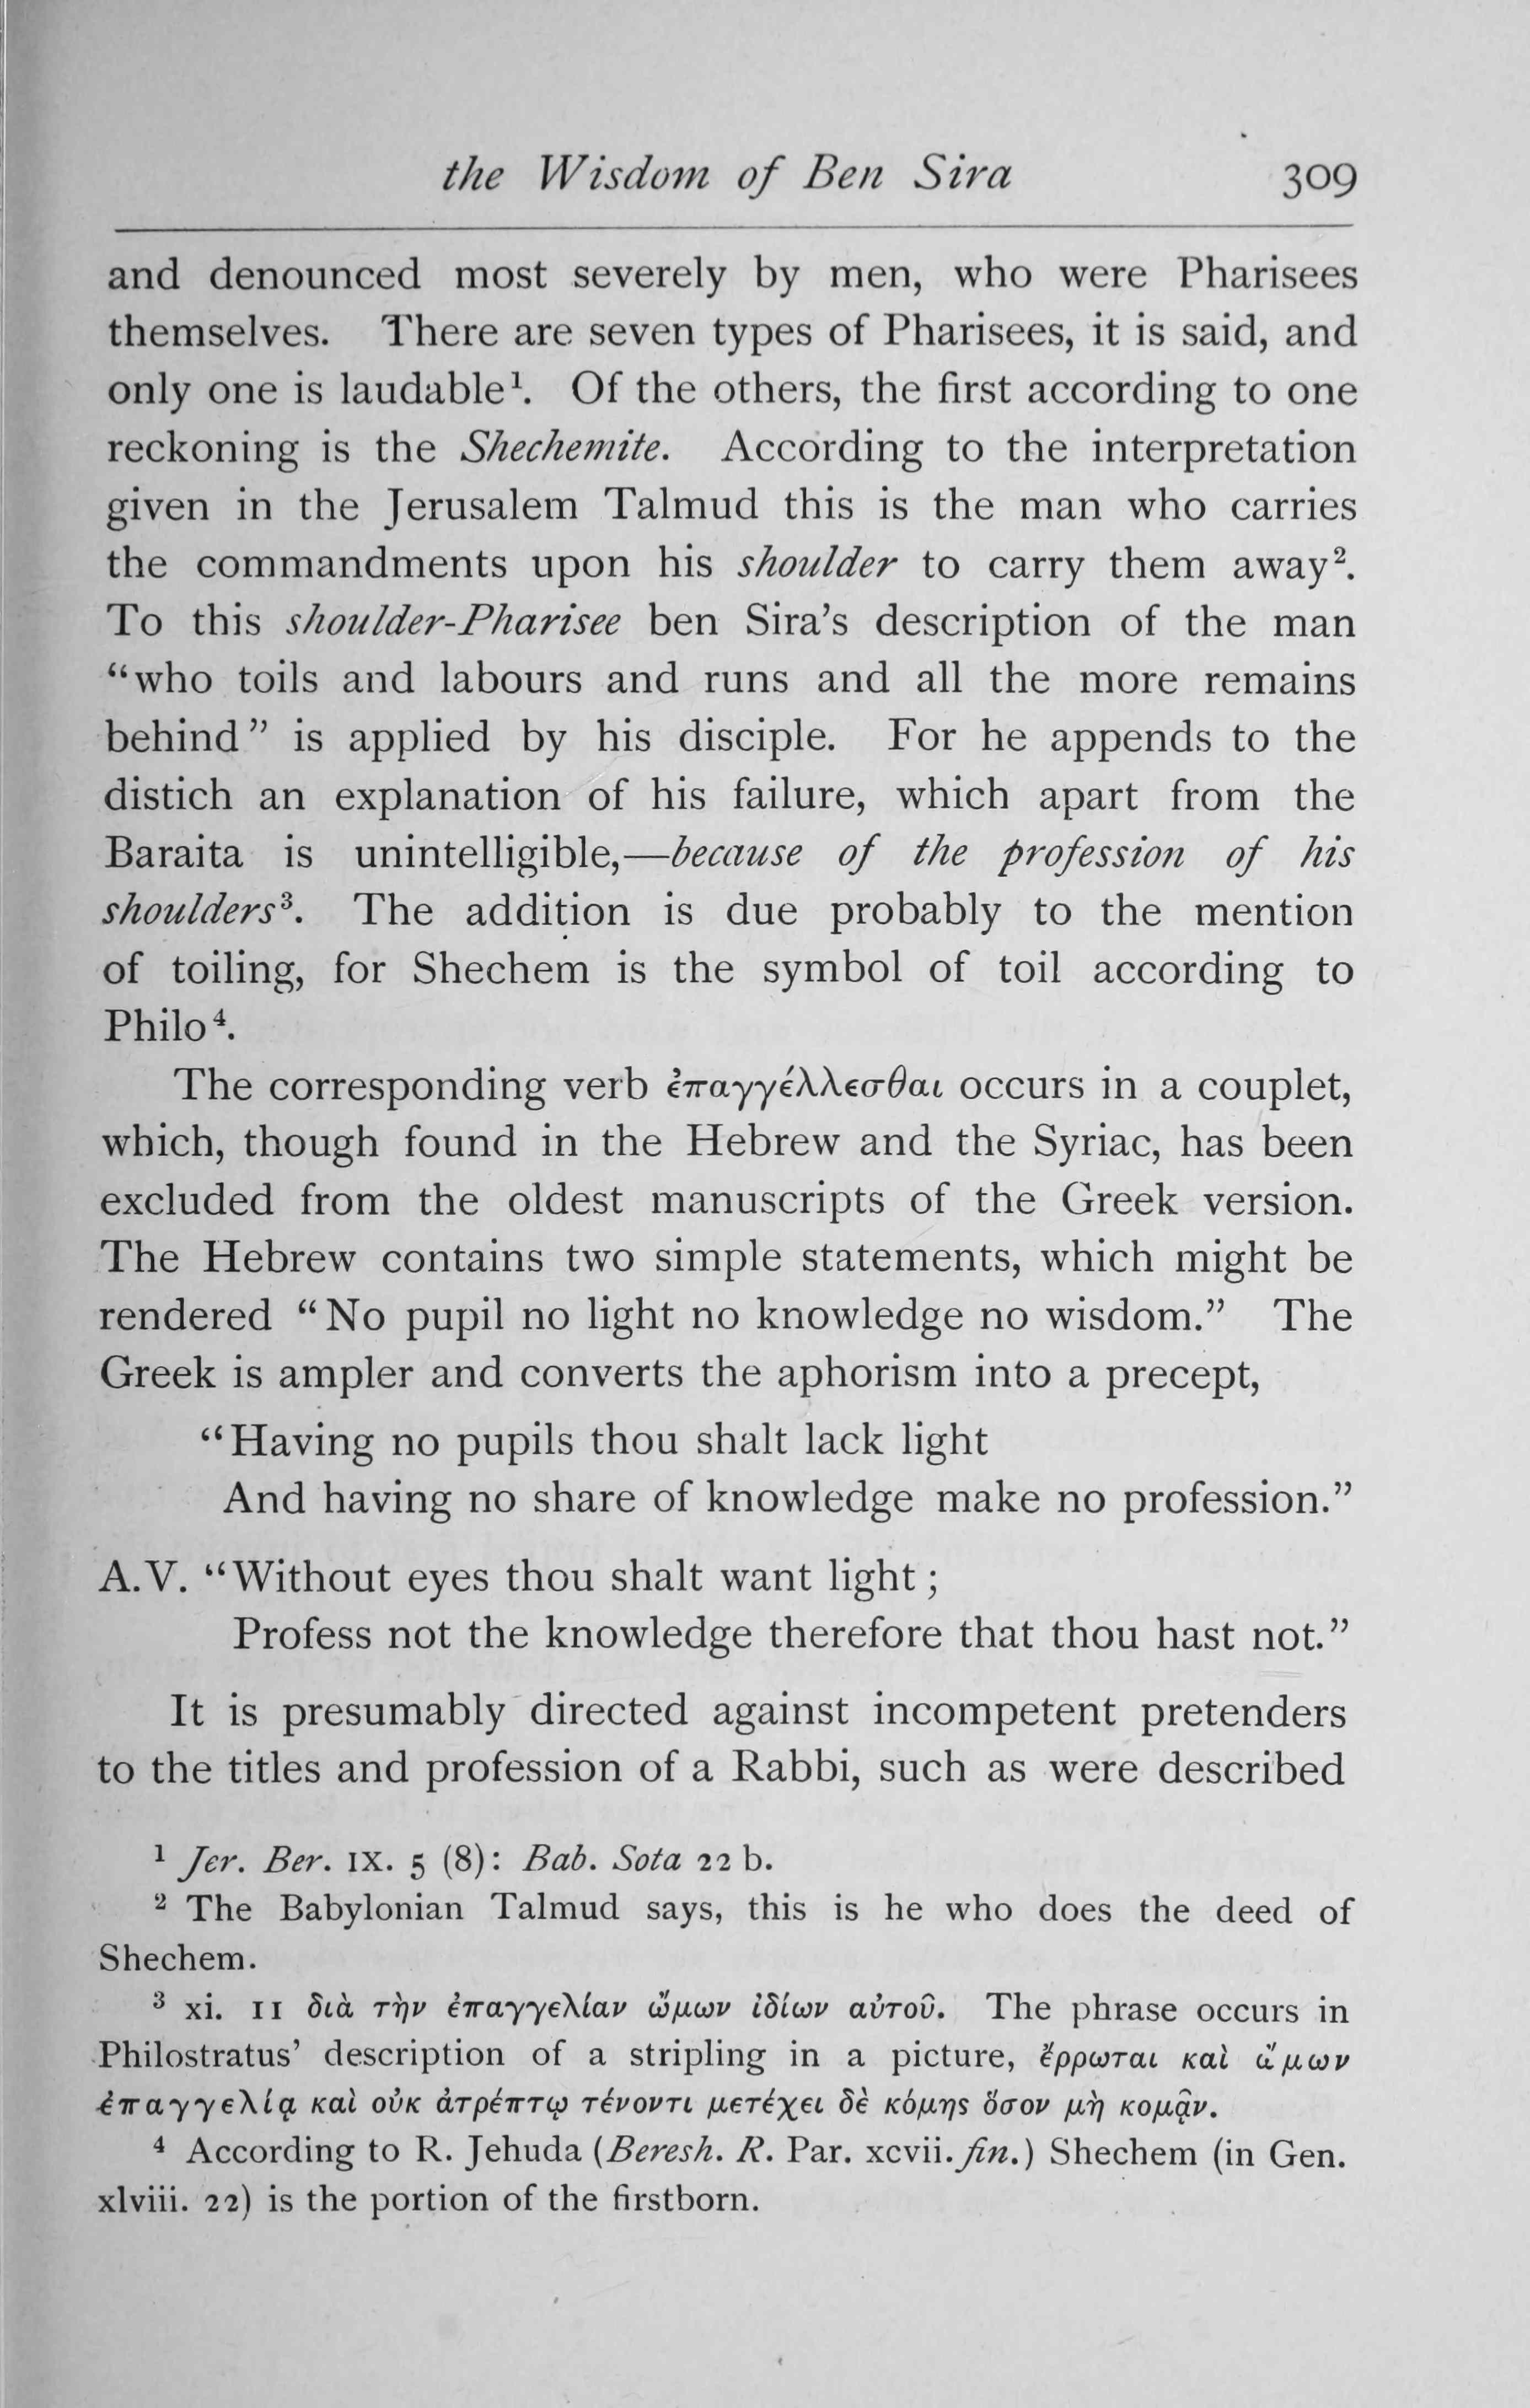 the Wisdom of Ben Sira 309
and denounced most severely by men, who were Pharisees
themselves. There are seven types of Pharisees, it is said, and
only one is laudable¹. Of the others, the first according to one
reckoning is the Shechemite. According to the interpretation
given in the Jerusalem Talmud this is the man who carries
the commandments upon his shoulder to carry them away².
To this shoulder-Pharisee ben Sira’s description of the man
“who toils and labours and runs and all the more remains
behind” is applied by his disciple. For he appends to the
distich an explanation of his failure, which apart from the
Baraita is unintelligible,—because of the profession of his
shoulders³. The addition is due probably to the mention
of toiling, for Shechem is the symbol of toil according to
Philo⁴.
The corresponding verb ἐπαγγέλλεσθαι occurs in a couplet,
which, though found in the Hebrew and the Syriac, has been
excluded from the oldest manuscripts of the Greek version.
The Hebrew contains two simple statements, which might be
rendered “No pupil no light no knowledge no wisdom.” The
Greek is ampler and converts the aphorism into a precept,
“Having no pupils thou shalt lack light
And having no share of knowledge make no profession.”
A.V. “Without eyes thou shalt want light;
Profess not the knowledge therefore that thou hast not.”
It is presumably directed against incompetent pretenders
to the titles and profession of a Rabbi, such as were described
¹ Jer. Ber. IX. 5 (8): Bab. Sota 22 b.
² The Babylonian Talmud says, this is he who does the deed of
Shechem.
³ xi. 11 διὰ τὴν ἐπαγγελίαν ὤμων ἰδίων αὐτοῦ. The phrase occurs in
Philostratus’ description of a stripling in a picture, ἔρρωται καὶ ὤμων
ἐπαγγελίᾳ καὶ οὐκ ἀτρέπτῳ τένοντι μετέχει δὲ κόμης ὅσον μὴ κομᾷν.
⁴ According to R. Jehuda (Beresh. R. Par. xcvii. fin.) Shechem (in Gen.
xlviii. 22) is the portion of the firstborn.